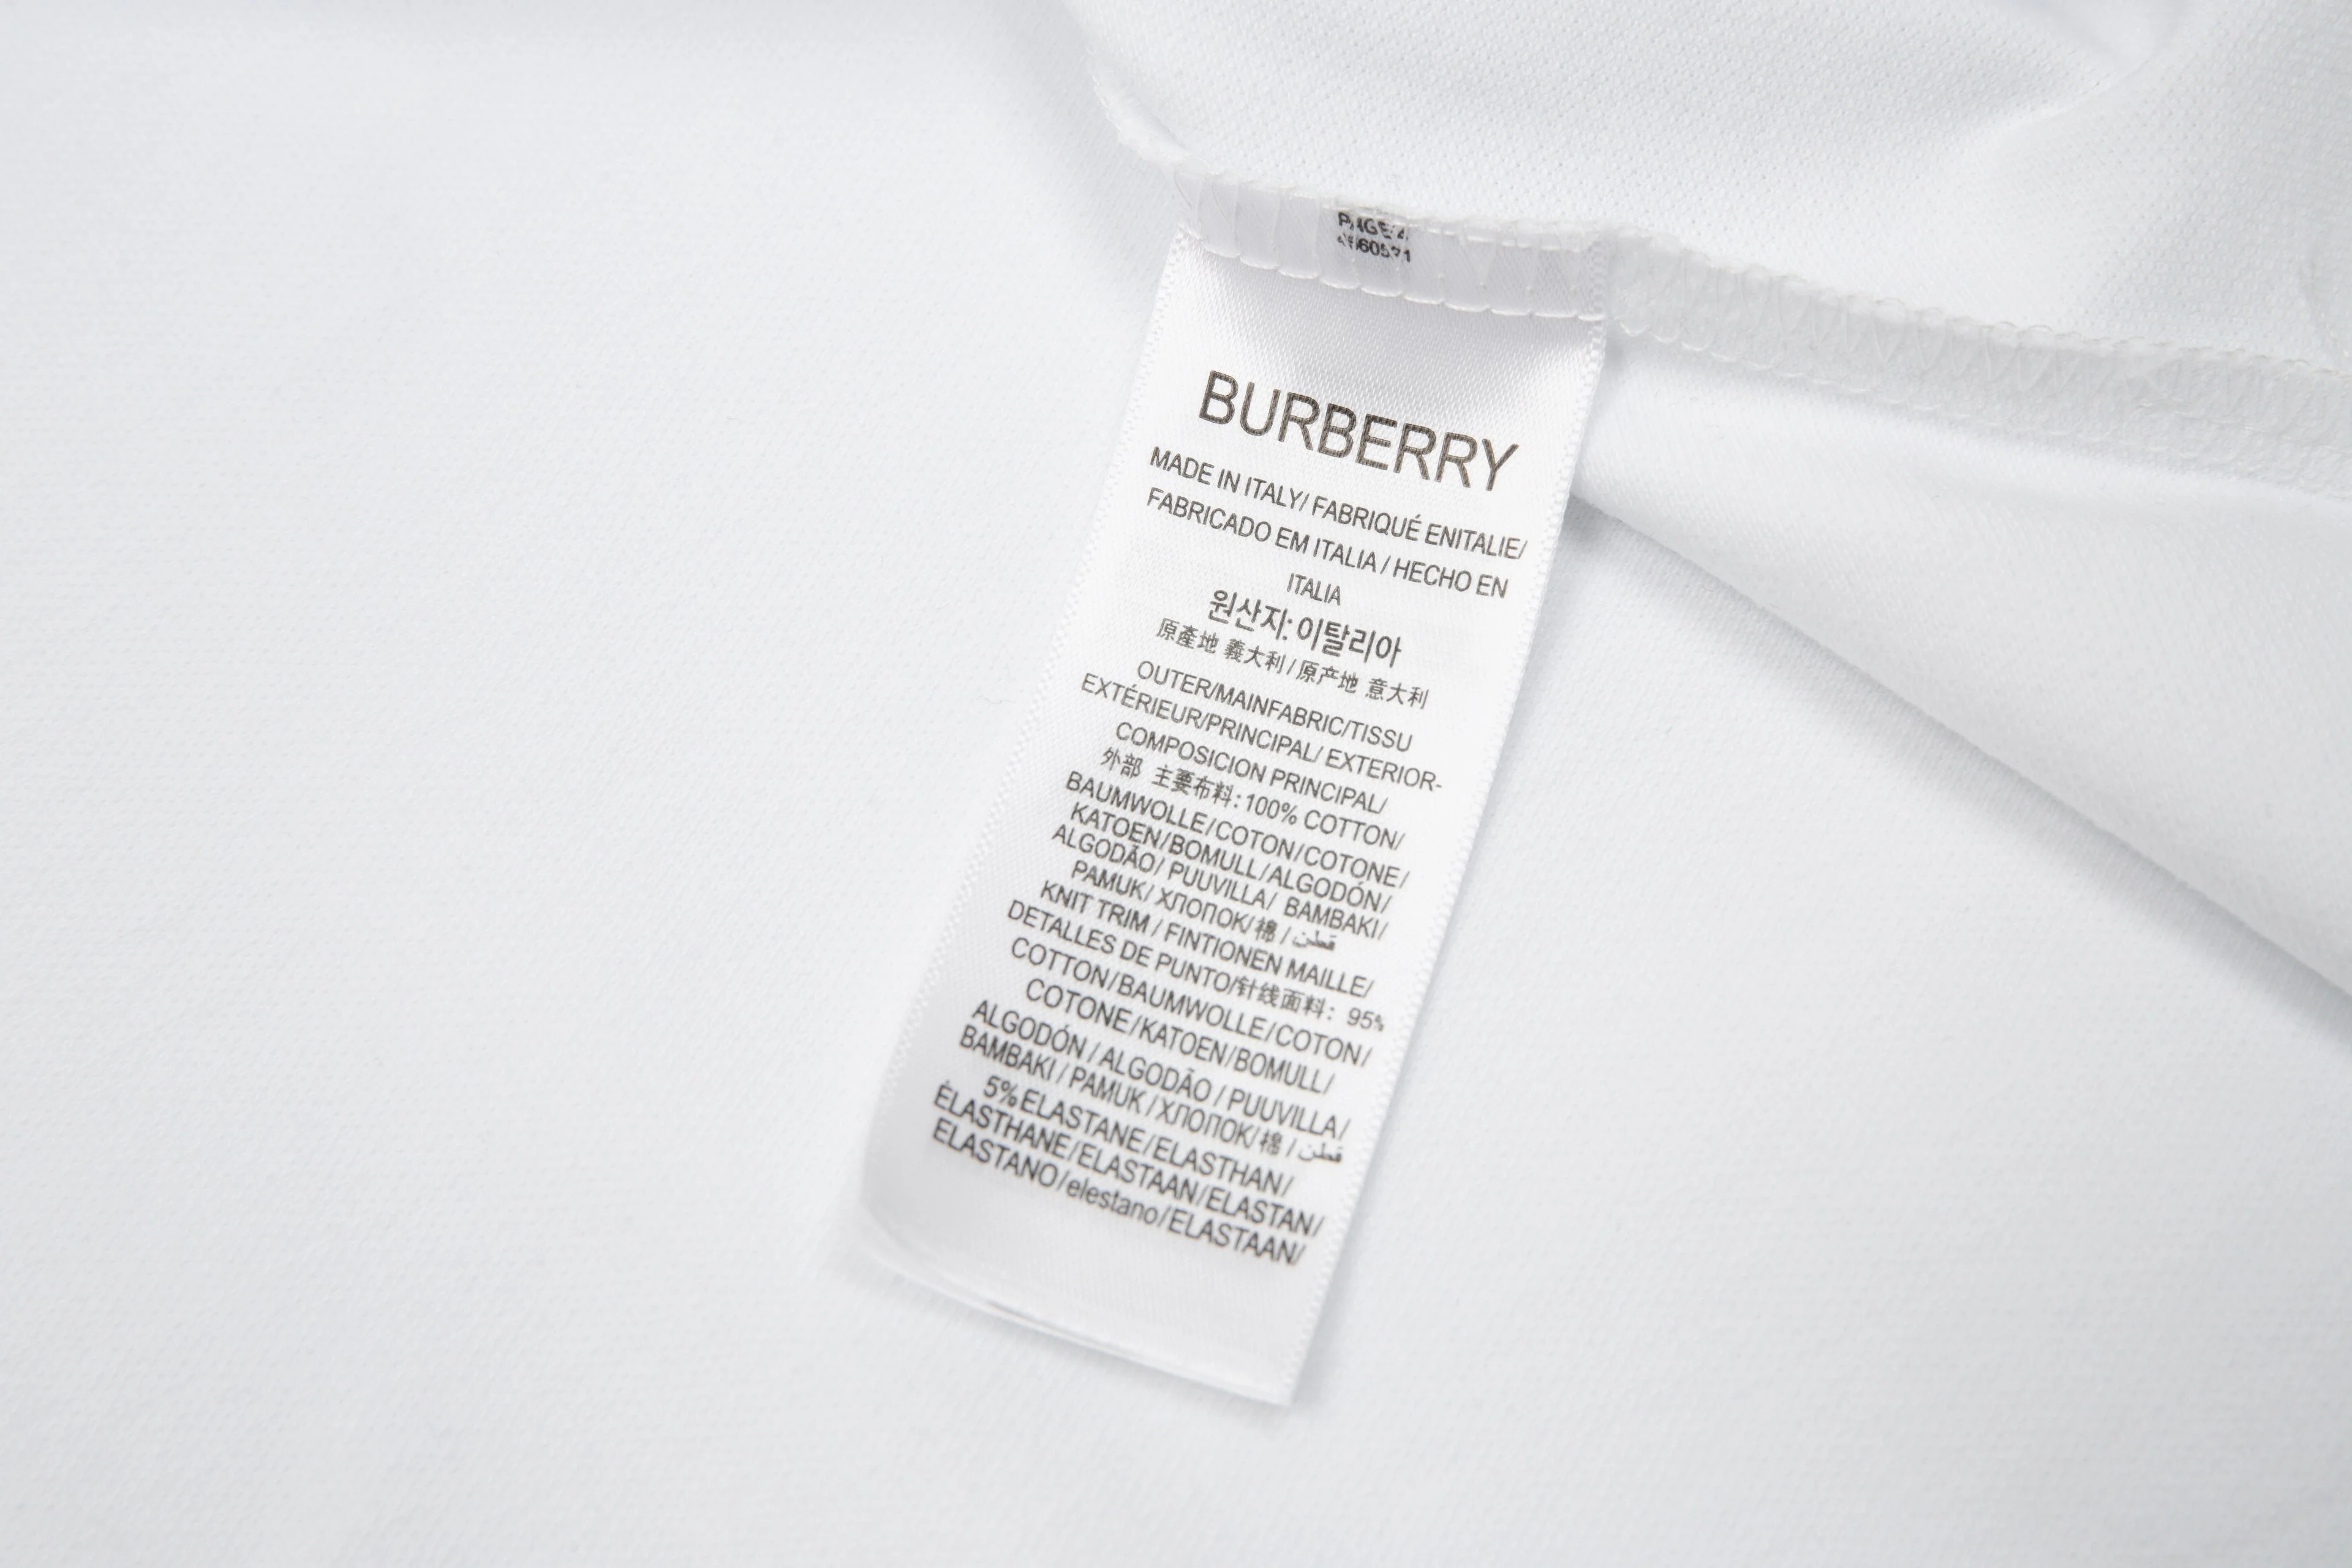 PAGE 2
BURBERRY
MADE IN ITALY/ FABRIQUÉ ENITALIE/
FABRICADO EM ITALIA / HECHO EN
ITALIA
원산지: 이탈리아
原產地 義大利 / 原产地 意大利
OUTER/MAINFABRIC/TISSU
EXTÉRIEUR/PRINCIPAL/ EXTERIOR-
COMPOSICION PRINCIPAL/
外部 主要布料: 100% COTTON/
BAUMWOLLE/COTON/COTONE/
KATOEN/BOMULL/ALGODÓN/
ALGODÃO/ PUUVILLA/ BAMBAKI/
PAMUK/ ХЛОПОК/棉 / قطن
KNIT TRIM / FINTIONEN MAILLE/
DETALLES DE PUNTO/针线面料: 95%
COTTON/BAUMWOLLE/COTON/
COTONE/KATOEN/BOMULL/
ALGODÓN / ALGODÃO / PUUVILLA/
BAMBAKI / PAMUK / ХЛОПОК/棉 / قطن
5% ELASTANE/ELASTHAN/
ÉLASTHANE/ELASTAAN/ELASTAN/
ELASTANO/elestano/ELASTAAN/